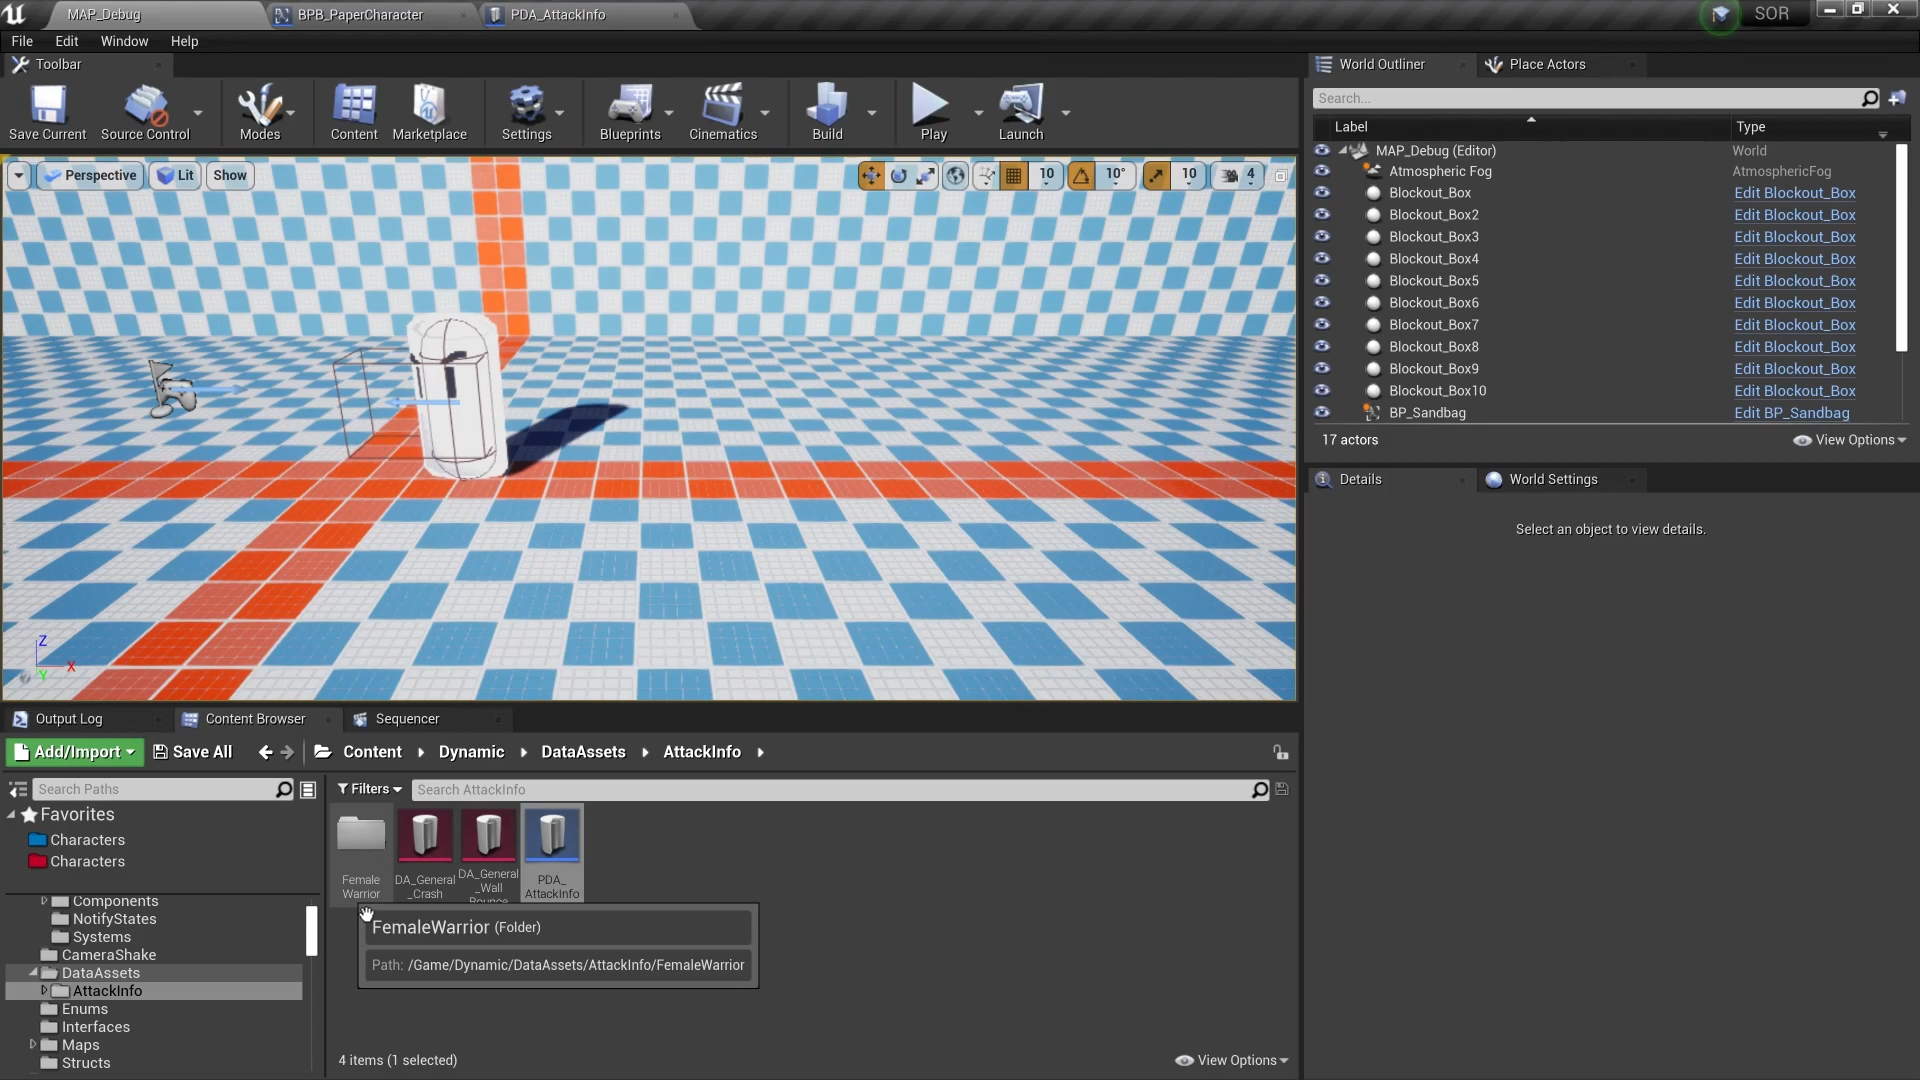 MAP_Debug
BPB_PaperCharacter
PDA_AttackInfo
SOR
File Edit Window Help
Toolbar
World Outliner
Place Actors
Save Current
Source Control
Modes
Content
Marketplace
Settings
Blueprints
Cinematics
Build
Play
Launch
Search...
Label
Type
Perspective
Lit
Show
10
10°
10
4
MAP_Debug (Editor) World
Atmospheric Fog AtmosphericFog
Blockout_Box Edit Blockout_Box
Blockout_Box2 Edit Blockout_Box
Blockout_Box3 Edit Blockout_Box
Blockout_Box4 Edit Blockout_Box
Blockout_Box5 Edit Blockout_Box
Blockout_Box6 Edit Blockout_Box
Blockout_Box7 Edit Blockout_Box
Blockout_Box8 Edit Blockout_Box
Blockout_Box9 Edit Blockout_Box
Blockout_Box10 Edit Blockout_Box
BP_Sandbag Edit BP_Sandbag
17 actors
View Options
Details
World Settings
Select an object to view details.
Z
X
Y
Output Log
Content Browser
Sequencer
Add/Import
Save All
Content
Dynamic
DataAssets
AttackInfo
Search Paths
Filters
Search AttackInfo
Favorites
Characters
Characters
Components
NotifyStates
Systems
CameraShake
DataAssets
AttackInfo
Enums
Interfaces
Maps
Structs
Female
Warrior
DA_General
_Crash
DA_General
_Wall
Bounce
PDA_
AttackInfo
FemaleWarrior (Folder)
Path: /Game/Dynamic/DataAssets/AttackInfo/FemaleWarrior
4 items (1 selected)
View Options